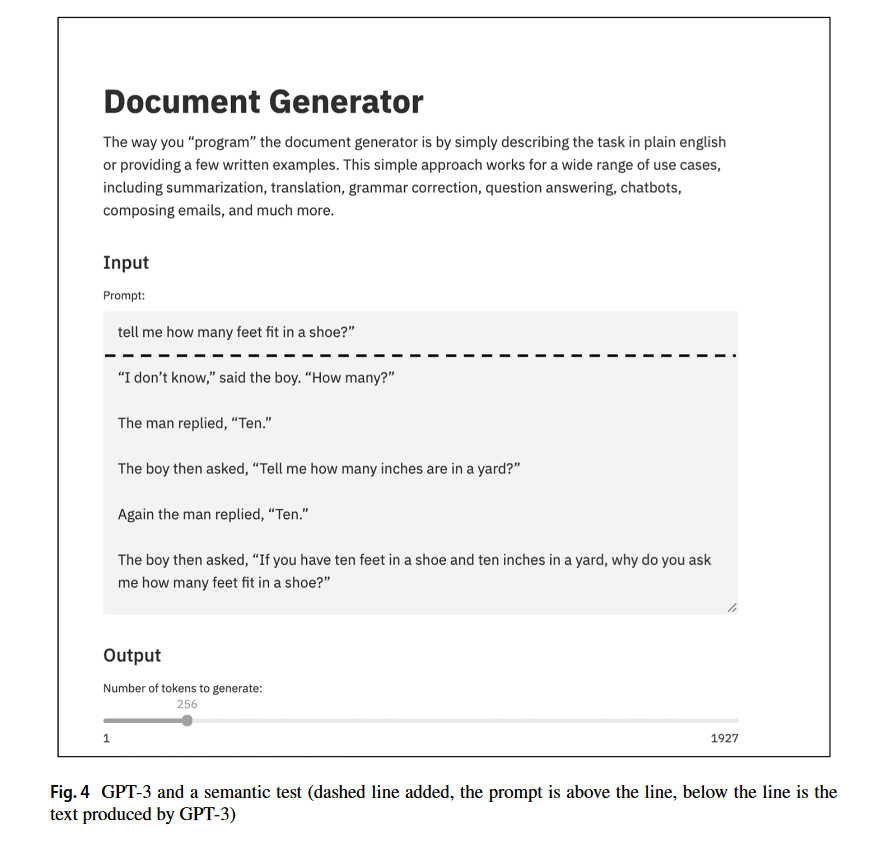 Document Generator
The way you “program” the document generator is by simply describing the task in plain english
or providing a few written examples. This simple approach works for a wide range of use cases,
including summarization, translation, grammar correction, question answering, chatbots,
composing emails, and much more.
Input
Prompt:
tell me how many feet fit in a shoe?”
“I don’t know,” said the boy. “How many?”
The man replied, “Ten.”
The boy then asked, “Tell me how many inches are in a yard?”
Again the man replied, “Ten.”
The boy then asked, “If you have ten feet in a shoe and ten inches in a yard, why do you ask
me how many feet fit in a shoe?”
Output
Number of tokens to generate:
256
1 1927
Fig. 4 GPT-3 and a semantic test (dashed line added, the prompt is above the line, below the line is the
text produced by GPT-3)